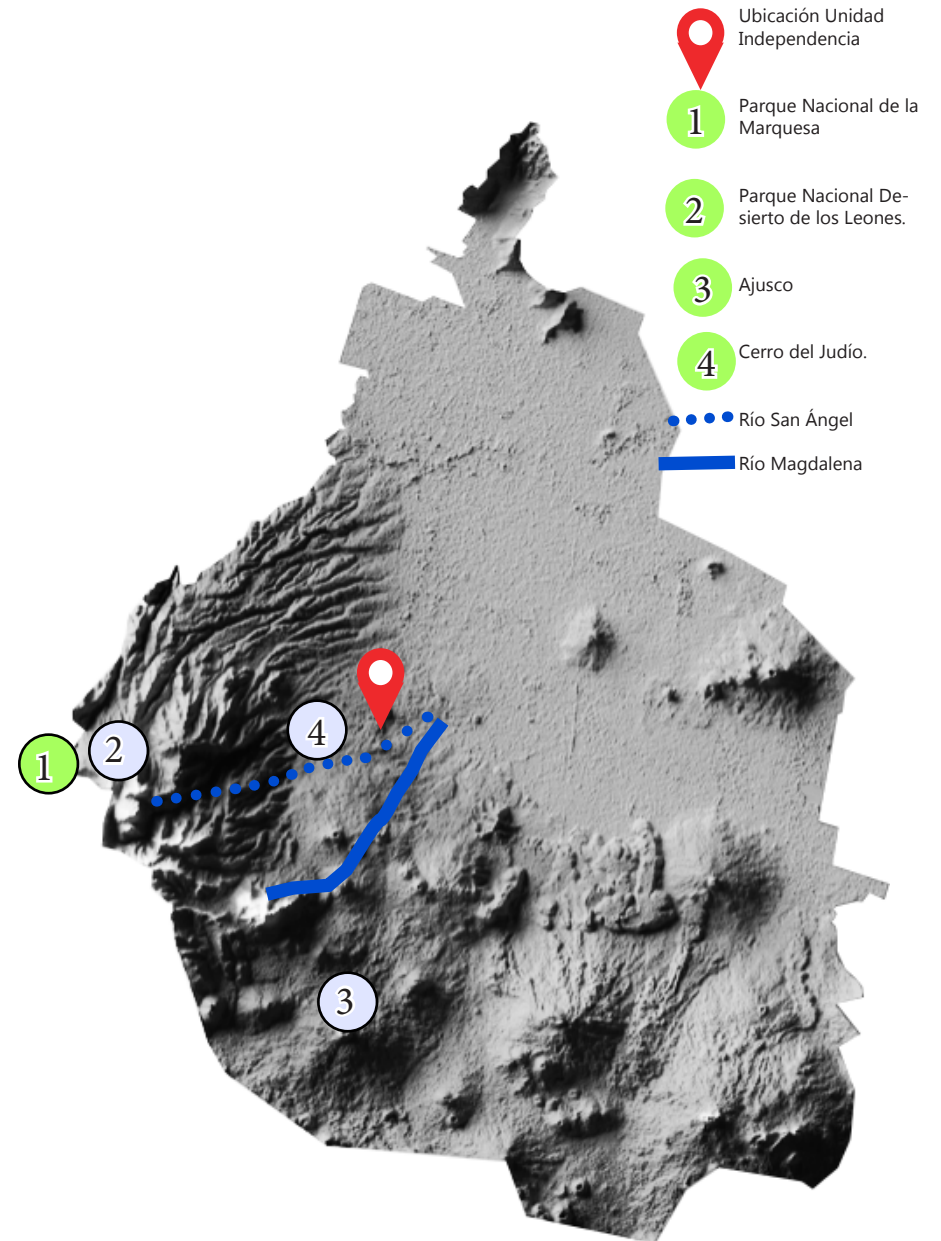 Ubicación Unidad
Independencia
1
Parque Nacional de la
Marquesa
2
Parque Nacional De-
sierto de los Leones.
3
Ajusco
4
Cerro del Judío.
Río San Ángel
Río Magdalena
4
2
1
3